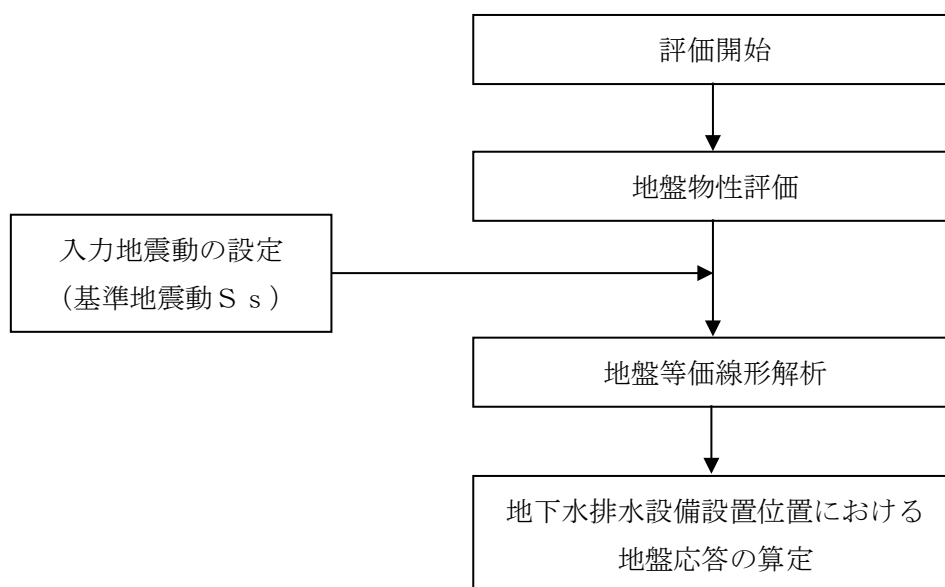 評価開始
地盤物性評価
入力地震動の設定
（基準地震動Ｓｓ）
地盤等価線形解析
地下水排水設備設置位置における
地盤応答の算定